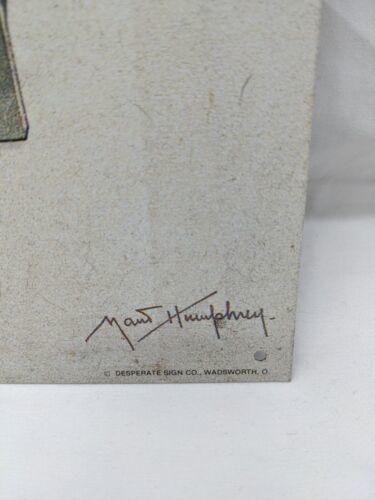 Maud Humphrey.
© DESPERATE SIGN CO., WADSWORTH, O.